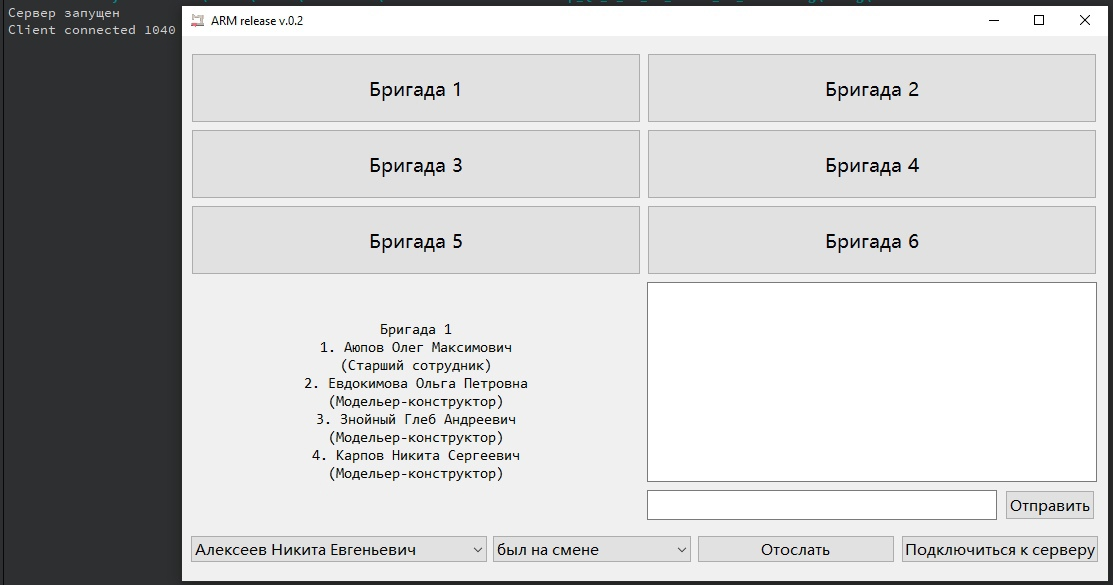 Сервер запущен
Client connected 1040
ARM release v.0.2
Бригада 1
Бригада 2
Бригада 3
Бригада 4
Бригада 5
Бригада 6
Бригада 1
1. Аюпов Олег Максимович
(Старший сотрудник)
2. Евдокимова Ольга Петровна
(Модельер-конструктор)
3. Знойный Глеб Андреевич
(Модельер-конструктор)
4. Карпов Никита Сергеевич
(Модельер-конструктор)
Отправить
Алексеев Никита Евгеньевич
был на смене
Отослать
Подключиться к серверу